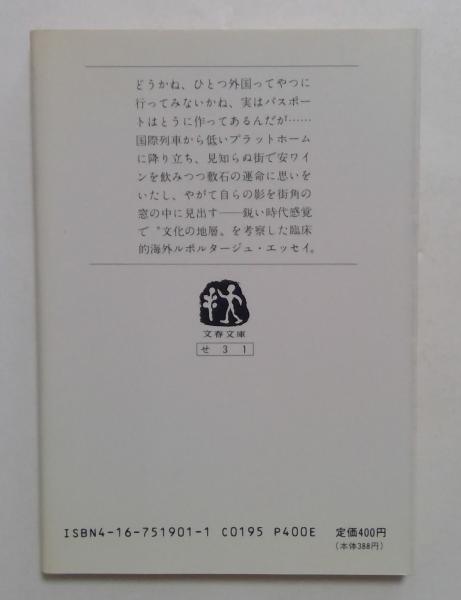 どうかね、ひとつ外国ってやつに
行ってみないかね、実はパスポー
トはとうに作ってあるんだが……
国際列車から低いプラットホーム
に降り立ち、見知らぬ街で安ワイ
ンを飲みつつ敷石の運命に思いを
いたし、やがて自らの影を街角の
窓の中に見出す——鋭い時代感覚
で〝文化の地層〟を考察した臨床
的海外ルポルタージュ・エッセイ。
文春文庫
せ 3 1
ISBN4-16-751901-1 C0195 P400E 定価400円
(本体388円)